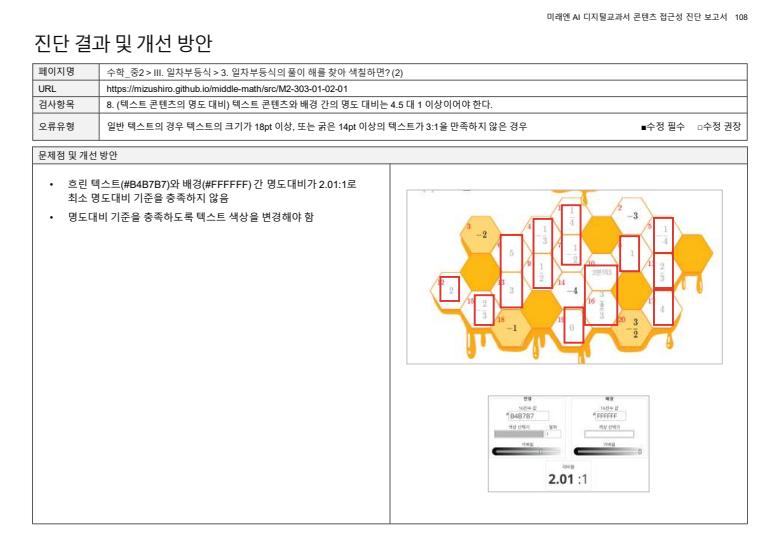 미래엔 AI 디지털교과서 콘텐츠 접근성 진단 보고서 108
진단 결과 및 개선 방안
페이지명 수학_중2 > III. 일차부등식 > 3. 일차부등식의 풀이 해를 찾아 색칠하면? (2)
URL https://mizushiro.github.io/middle-math/src/M2-303-01-02-01
검사항목 8. (텍스트 콘텐츠의 명도 대비) 텍스트 콘텐츠와 배경 간의 명도 대비는 4.5 대 1 이상이어야 한다.
오류유형 일반 텍스트의 경우 텍스트의 크기가 18pt 이상, 또는 굵은 14pt 이상의 텍스트가 3:1을 만족하지 않은 경우 ■수정 필수 □수정 권장
문제점 및 개선 방안
• 흐린 텍스트(#B4B7B7)와 배경(#FFFFFF) 간 명도대비가 2.01:1로
최소 명도대비 기준을 충족하지 않음
• 명도대비 기준을 충족하도록 텍스트 색상을 변경해야 함
2 -3
3 -2
4 -1/3
1/4
5 -1/4
5
7 -1/2
1
9 1/2
11 2/3
12 2
13 3
14 -4
15 -2/3
16
4
18 -1
19 0
20 -3/2
전경 배경
16진수 값 16진수 값
# B4B7B7 # FFFFFF
색상 선택기 알파 색상 선택기
1
2.01 :1